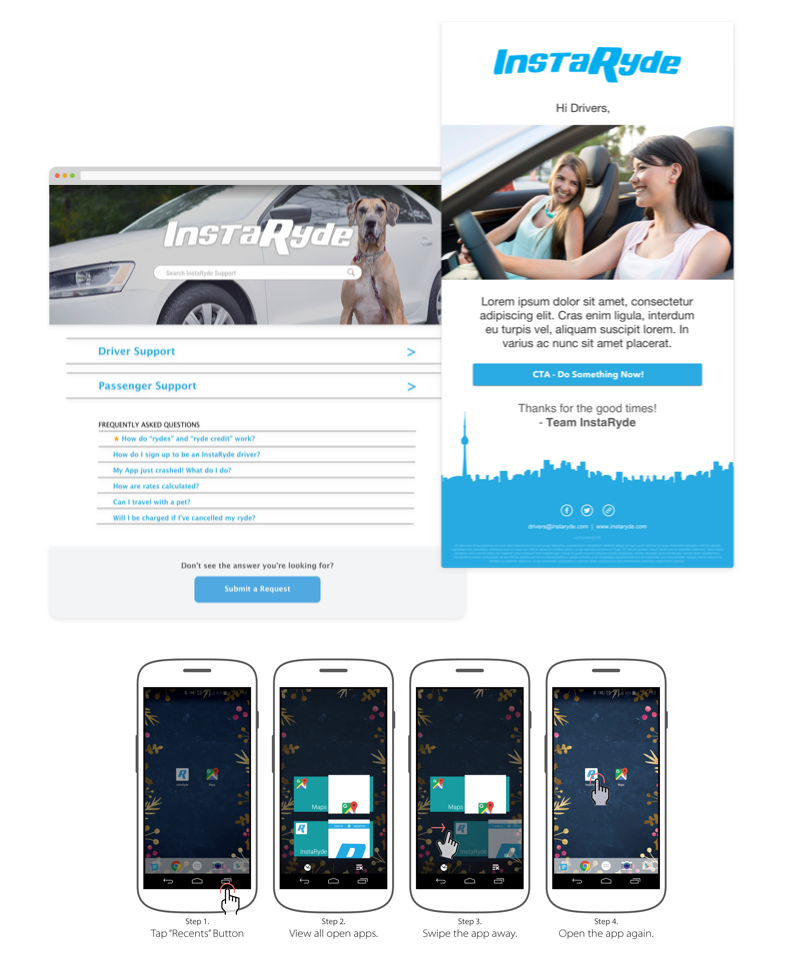 InstaRyde
Hi Drivers,
InstaRyde
Search InstaRyde Support
Lorem ipsum dolor sit amet, consectetur
adipiscing elit. Cras enim ligula, interdum
eu turpis vel, aliquam suscipit lorem. In
varius ac nunc sit amet placerat.
CTA - Do Something Now!
Thanks for the good times!
- Team InstaRyde
drivers@instaryde.com | www.instaryde.com
Driver Support >
Passenger Support >
FREQUENTLY ASKED QUESTIONS
★ How do "rydes" and "ryde credit" work?
How do I sign up to be an InstaRyde driver?
My App just crashed! What do I do?
How are rates calculated?
Can I travel with a pet?
Will I be charged if I've cancelled my ryde?
Don't see the answer you're looking for?
Submit a Request
InstaRyde
Maps
Maps
InstaRyde
Maps
InstaRyde
Step 1.
Tap "Recents" Button
Step 2.
View all open apps.
Step 3.
Swipe the app away.
Step 4.
Open the app again.